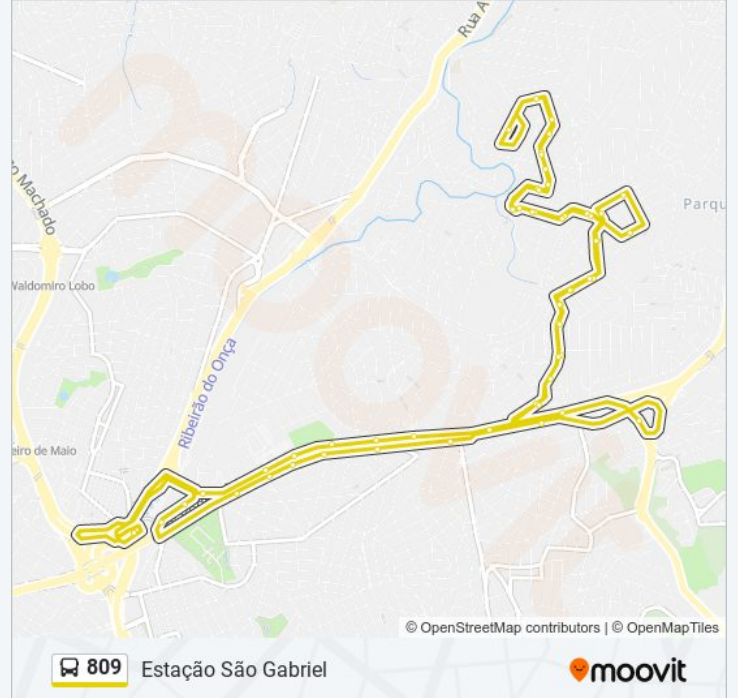 Rua A
o Machado
Parqu
Waldomiro Lobo
Ribeirão do Onça
eiro de Maio
© OpenStreetMap contributors | © OpenMapTiles
809 Estação São Gabriel
moovit
moovit